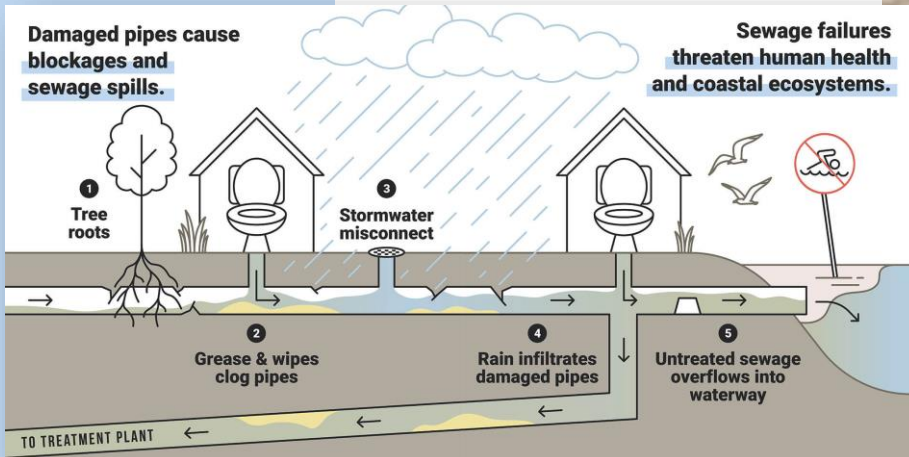 Damaged pipes cause
blockages and
sewage spills.
Sewage failures
threaten human health
and coastal ecosystems.
1
Tree
roots
3
Stormwater
misconnect
2
Grease & wipes
clog pipes
4
Rain infiltrates
damaged pipes
5
Untreated sewage
overflows into
waterway
TO TREATMENT PLANT